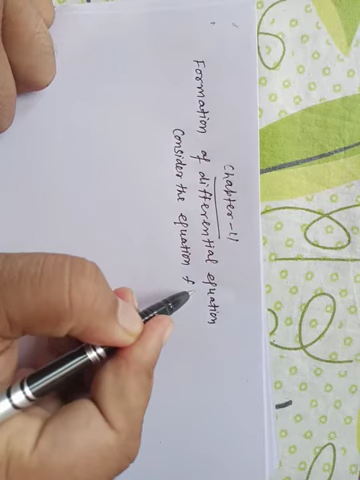 Chapter-11
Formation of differential equation
Consider the equation f